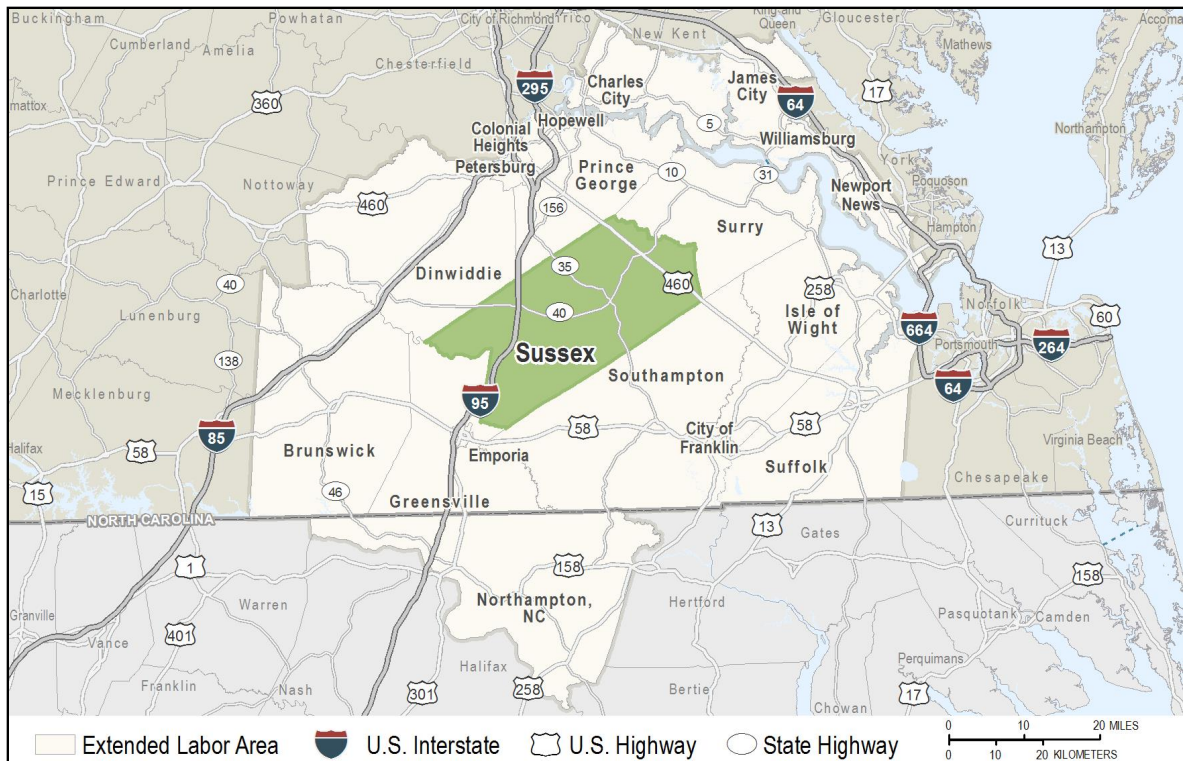 Buckingham
Powhatan
City of Richmond
rico
King and
Queen
Gloucester
Accoma
Cumberland
Amelia
New Kent
Mathews
Chesterfield
295
Charles
City
James
City
64
17
mattox
360
Hopewell
5
Northampton
Colonial
Heights
Williamsburg
Petersburg
Prince
George
10
31
York
Poquoson
Prince Edward
Nottoway
460
156
Newport
News
Hampton
Surry
13
Dinwiddie
35
460
258
40
Charlotte
Lunenburg
40
Isle of
Wight
664
Norfolk
60
138
Sussex
Portsmouth
264
Southampton
64
Mecklenburg
95
85
58
City of
Franklin
58
Halifax
58
Brunswick
Emporia
Suffolk
Virginia Beach
Chesapeake
15
46
Greensville
NORTH CAROLINA
13
Gates
Currituck
1
158
158
Granville
Warren
Northampton,
NC
Hertford
Pasquotank
Camden
Vance
401
Halifax
Perquimans
Franklin
Nash
301
258
Bertie
Chowan
17
Extended Labor Area
U.S. Interstate
U.S. Highway
State Highway
0 10 20 MILES
0 10 20 KILOMETERS